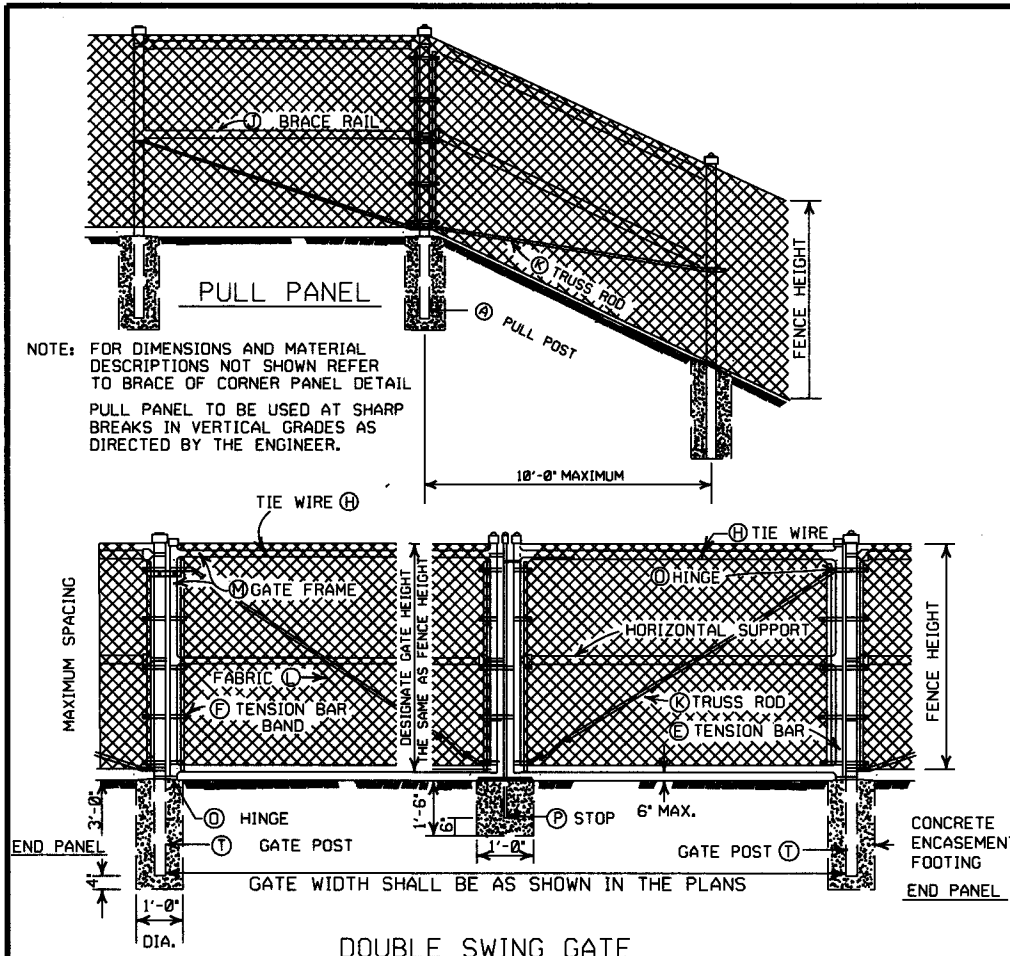 Ⓙ BRACE RAIL
Ⓚ TRUSS ROD
FENCE HEIGHT
PULL PANEL
Ⓐ PULL POST
NOTE: FOR DIMENSIONS AND MATERIAL
DESCRIPTIONS NOT SHOWN REFER
TO BRACE OF CORNER PANEL DETAIL
PULL PANEL TO BE USED AT SHARP
BREAKS IN VERTICAL GRADES AS
DIRECTED BY THE ENGINEER.
10'-0" MAXIMUM
TIE WIRE Ⓗ
Ⓗ TIE WIRE
MAXIMUM SPACING
Ⓜ GATE FRAME
DESIGNATE GATE HEIGHT
THE SAME AS FENCE HEIGHT
Ⓞ HINGE
HORIZONTAL SUPPORT
FENCE HEIGHT
FABRIC Ⓛ
Ⓕ TENSION BAR
BAND
Ⓚ TRUSS ROD
Ⓔ TENSION BAR
3'-0"
Ⓞ HINGE
1'-6"
6"
Ⓟ STOP
6" MAX.
END PANEL
Ⓣ GATE POST
1'-0"
GATE POST Ⓣ
CONCRETE
ENCASEMENT
FOOTING
4"
GATE WIDTH SHALL BE AS SHOWN IN THE PLANS
END PANEL
1'-0"
DIA.
DOUBLE SWING GATE